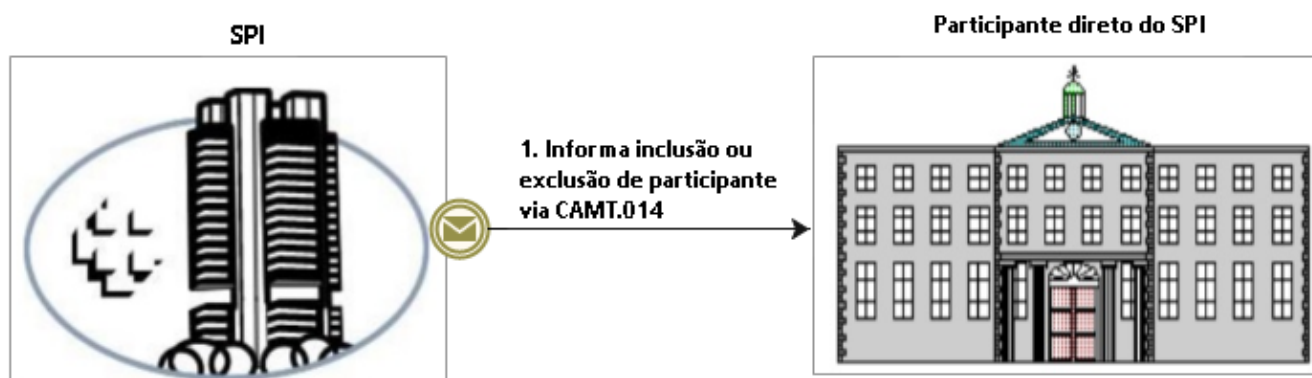 SPI
Participante direto do SPI
1. Informa inclusão ou
exclusão de participante
via CAMT.014